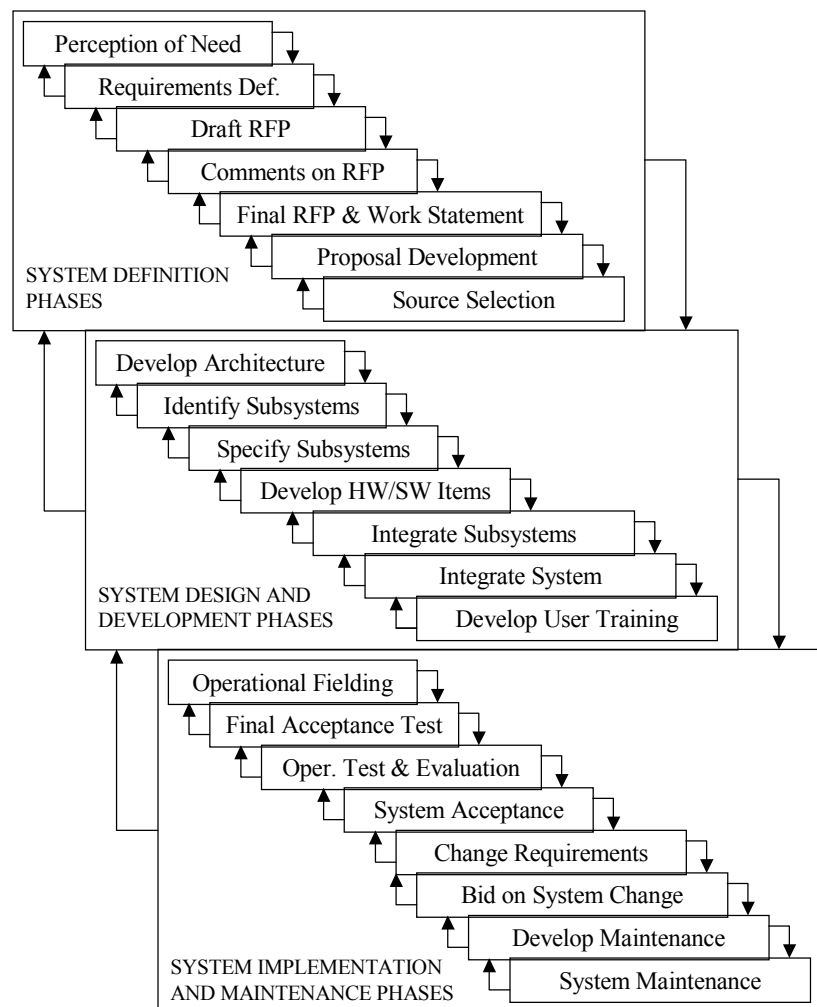 Perception of Need
Requirements Def.
Draft RFP
Comments on RFP
Final RFP & Work Statement
Proposal Development
Source Selection
SYSTEM DEFINITION
PHASES
Develop Architecture
Identify Subsystems
Specify Subsystems
Develop HW/SW Items
Integrate Subsystems
Integrate System
Develop User Training
SYSTEM DESIGN AND
DEVELOPMENT PHASES
Operational Fielding
Final Acceptance Test
Oper. Test & Evaluation
System Acceptance
Change Requirements
Bid on System Change
Develop Maintenance
System Maintenance
SYSTEM IMPLEMENTATION
AND MAINTENANCE PHASES